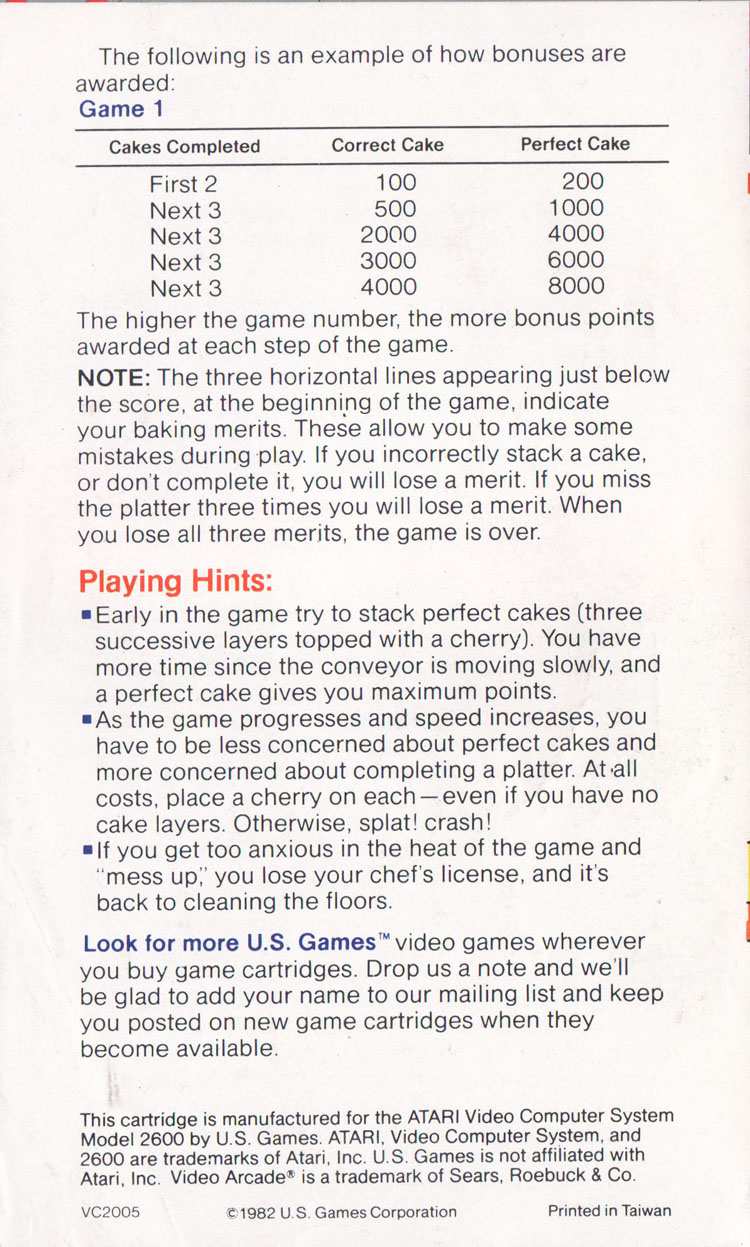 The following is an example of how bonuses are
awarded:
Game 1
Cakes Completed Correct Cake Perfect Cake
First 2 100 200
Next 3 500 1000
Next 3 2000 4000
Next 3 3000 6000
Next 3 4000 8000
The higher the game number, the more bonus points
awarded at each step of the game.
NOTE: The three horizontal lines appearing just below
the score, at the beginning of the game, indicate
your baking merits. These allow you to make some
mistakes during play. If you incorrectly stack a cake,
or don't complete it, you will lose a merit. If you miss
the platter three times you will lose a merit. When
you lose all three merits, the game is over.
Playing Hints:
▪ Early in the game try to stack perfect cakes (three
successive layers topped with a cherry). You have
more time since the conveyor is moving slowly, and
a perfect cake gives you maximum points.
▪ As the game progresses and speed increases, you
have to be less concerned about perfect cakes and
more concerned about completing a platter. At all
costs, place a cherry on each—even if you have no
cake layers. Otherwise, splat! crash!
▪ If you get too anxious in the heat of the game and
"mess up," you lose your chef's license, and it's
back to cleaning the floors.
Look for more U.S. Games™ video games wherever
you buy game cartridges. Drop us a note and we'll
be glad to add your name to our mailing list and keep
you posted on new game cartridges when they
become available.
This cartridge is manufactured for the ATARI Video Computer System
Model 2600 by U.S. Games. ATARI, Video Computer System, and
2600 are trademarks of Atari, Inc. U.S. Games is not affiliated with
Atari, Inc. Video Arcade® is a trademark of Sears, Roebuck & Co.
VC2005 ©1982 U.S. Games Corporation Printed in Taiwan